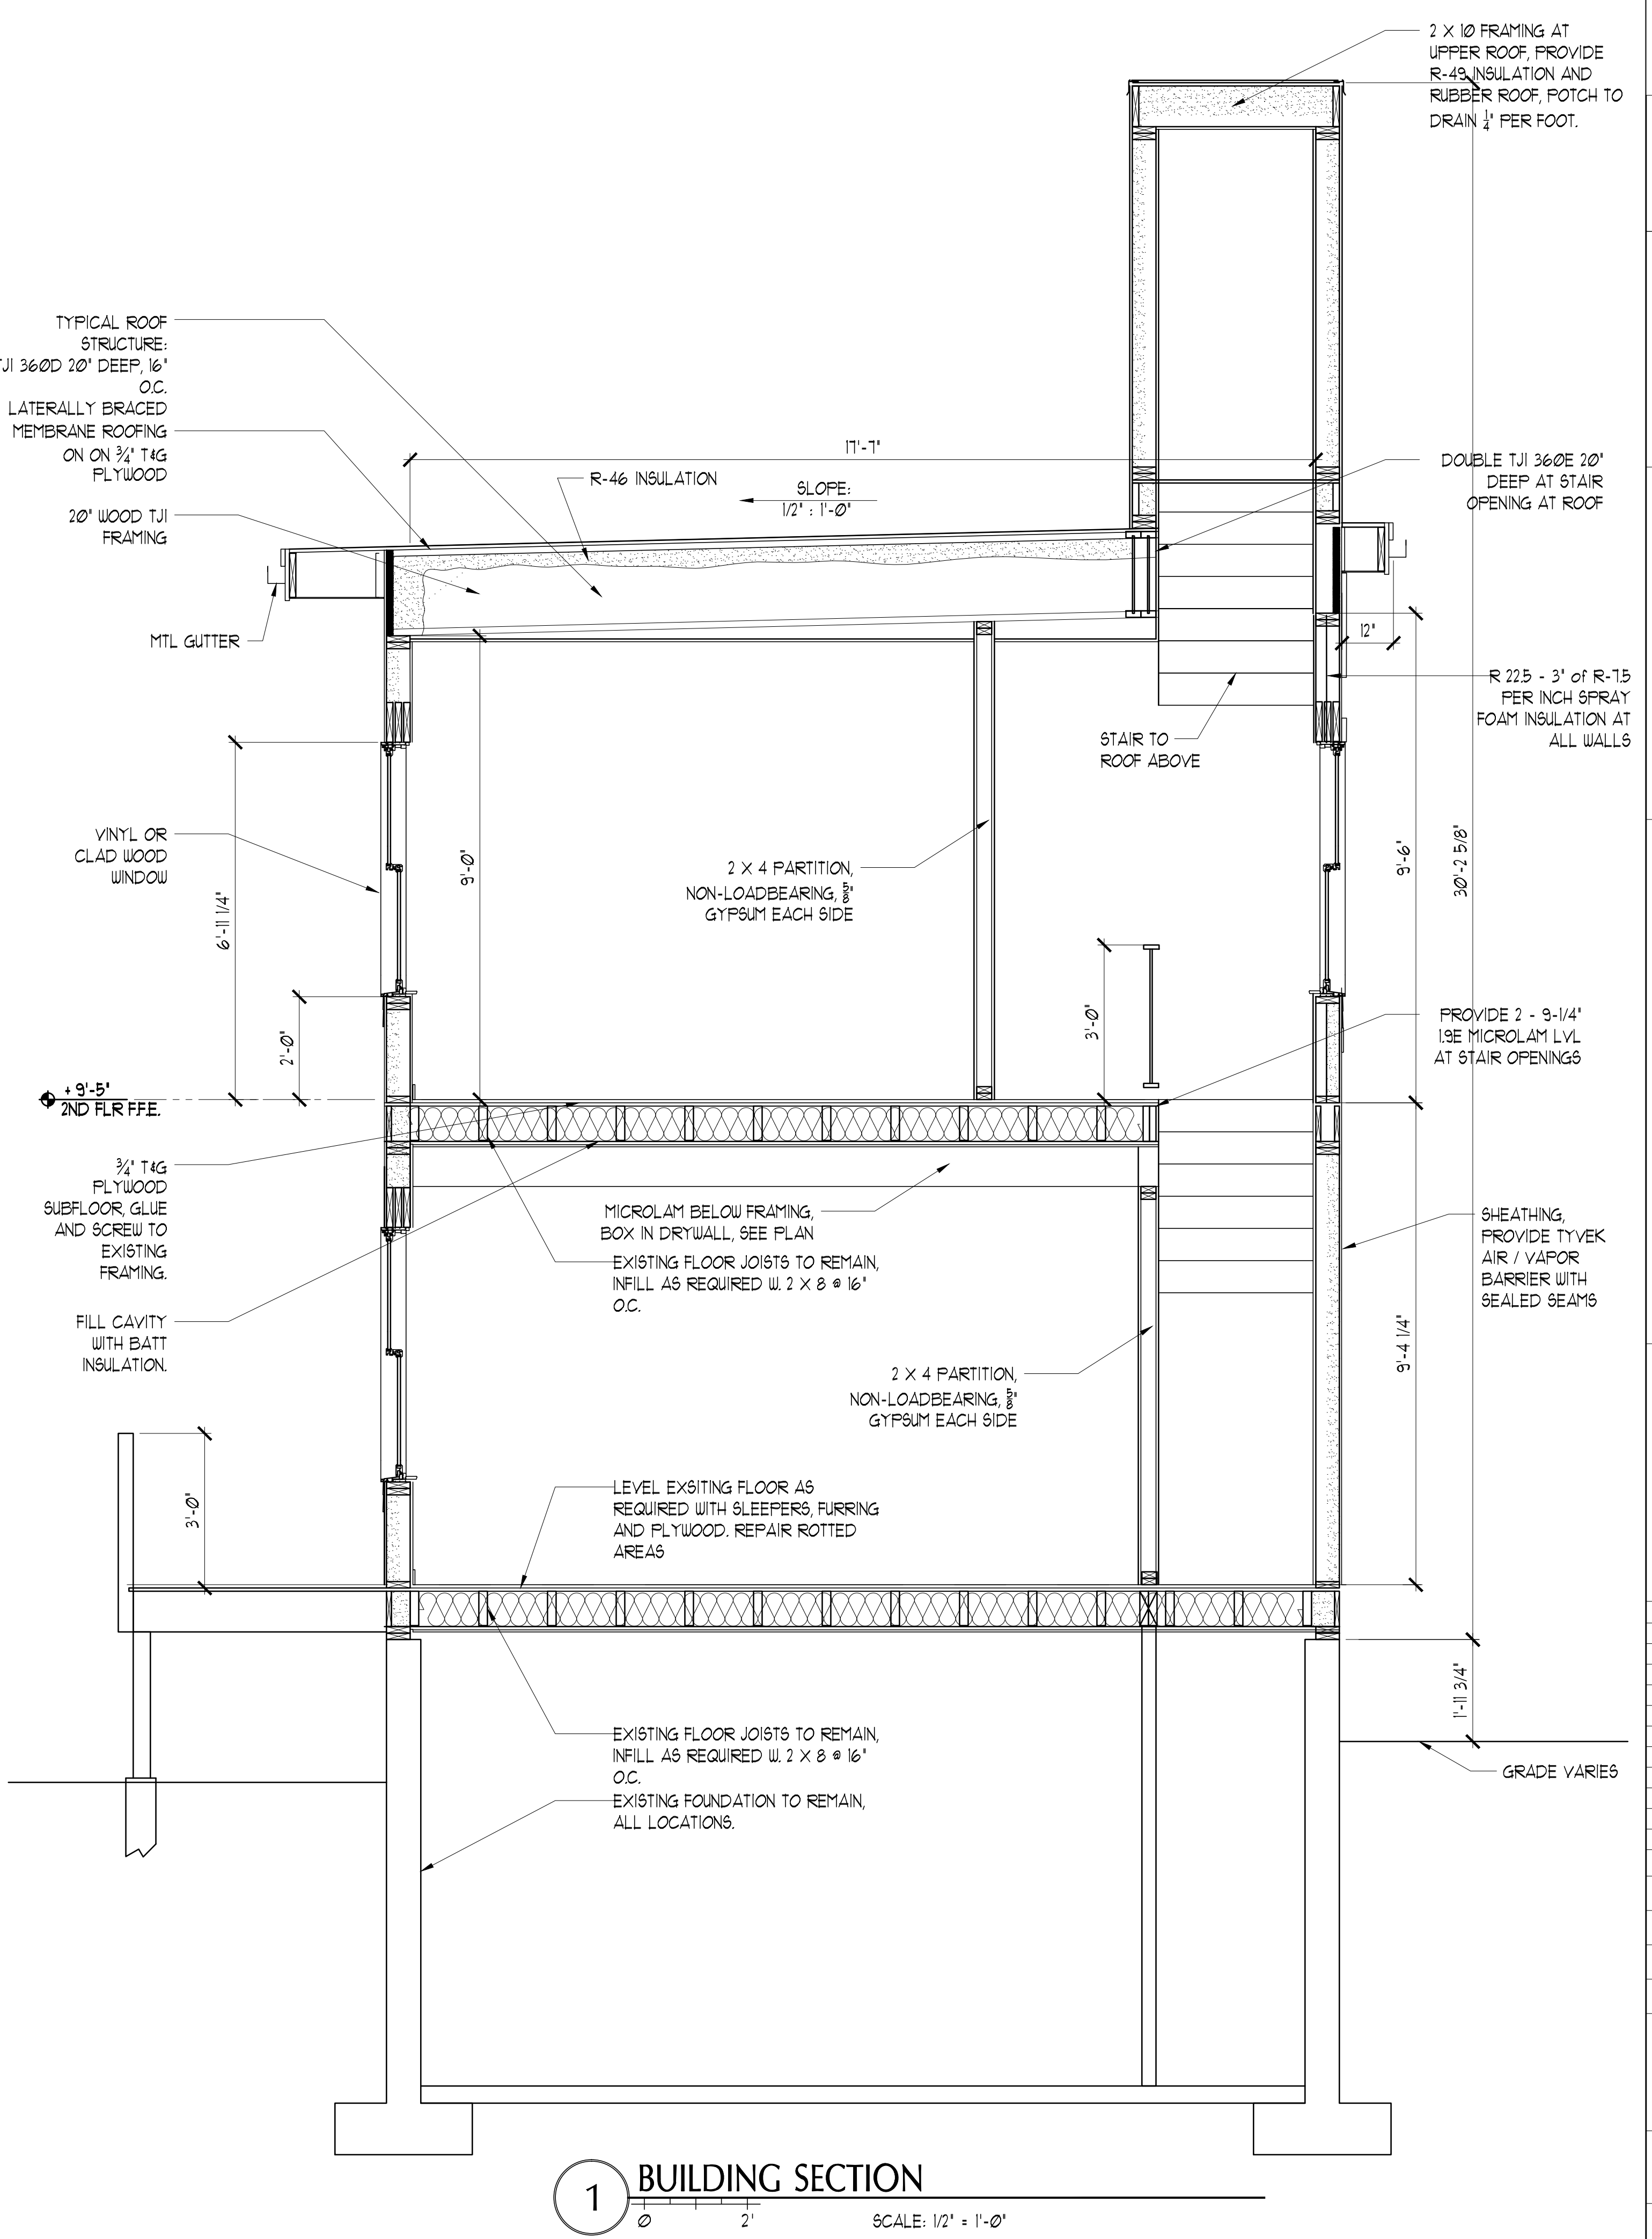 2 X 10 FRAMING AT
UPPER ROOF, PROVIDE
R-49 INSULATION AND
RUBBER ROOF, POTCH TO
DRAIN 1/4" PER FOOT.
TYPICAL ROOF
STRUCTURE:
TJI 360D 20" DEEP, 16"
O.C.
LATERALLY BRACED
MEMBRANE ROOFING
ON ON 3/4" T&G
PLYWOOD
20" WOOD TJI
FRAMING
MTL GUTTER
17'-7"
R-46 INSULATION
SLOPE:
1/2" : 1'-0"
DOUBLE TJI 360E 20"
DEEP AT STAIR
OPENING AT ROOF
12"
R 22.5 - 3" of R-7.5
PER INCH SPRAY
FOAM INSULATION AT
ALL WALLS
STAIR TO
ROOF ABOVE
VINYL OR
CLAD WOOD
WINDOW
6'-11 1/4"
9'-0"
2 X 4 PARTITION,
NON-LOADBEARING, 5/8"
GYPSUM EACH SIDE
9'-6"
30'-2 5/8"
2'-0"
3'-0"
PROVIDE 2 - 9-1/4"
1.9E MICROLAM LVL
AT STAIR OPENINGS
+ 9'-5"
2ND FLR F.F.E.
3/4" T&G
PLYWOOD
SUBFLOOR, GLUE
AND SCREW TO
EXISTING
FRAMING.
FILL CAVITY
WITH BATT
INSULATION.
MICROLAM BELOW FRAMING,
BOX IN DRYWALL, SEE PLAN
EXISTING FLOOR JOISTS TO REMAIN,
INFILL AS REQUIRED W. 2 X 8 @ 16"
O.C.
SHEATHING,
PROVIDE TYVEK
AIR / VAPOR
BARRIER WITH
SEALED SEAMS
9'-4 1/4"
2 X 4 PARTITION,
NON-LOADBEARING, 5/8"
GYPSUM EACH SIDE
3'-0"
LEVEL EXSITING FLOOR AS
REQUIRED WITH SLEEPERS, FURRING
AND PLYWOOD. REPAIR ROTTED
AREAS
1'-11 3/4"
EXISTING FLOOR JOISTS TO REMAIN,
INFILL AS REQUIRED W. 2 X 8 @ 16"
O.C.
EXISTING FOUNDATION TO REMAIN,
ALL LOCATIONS.
GRADE VARIES
1
BUILDING SECTION
0 2'
SCALE: 1/2" = 1'-0"